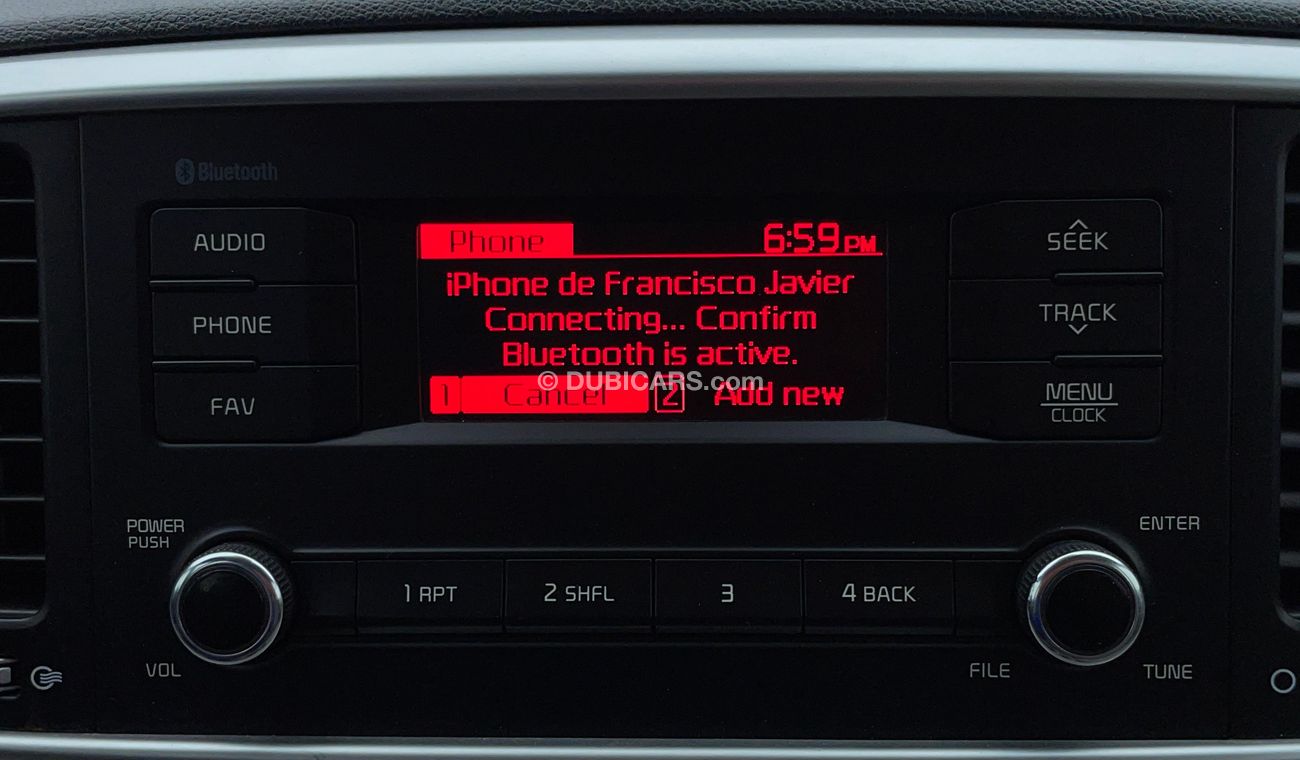 Bluetooth
AUDIO
PHONE
FAV
Phone 6:59 PM
iPhone de Francisco Javier
Connecting... Confirm
Bluetooth is active.
1 Cancel 2 Add new
© DUBICARS.com
SEEK
TRACK
MENU
CLOCK
POWER
PUSH
VOL
1 RPT
2 SHFL
3
4 BACK
ENTER
FILE
TUNE